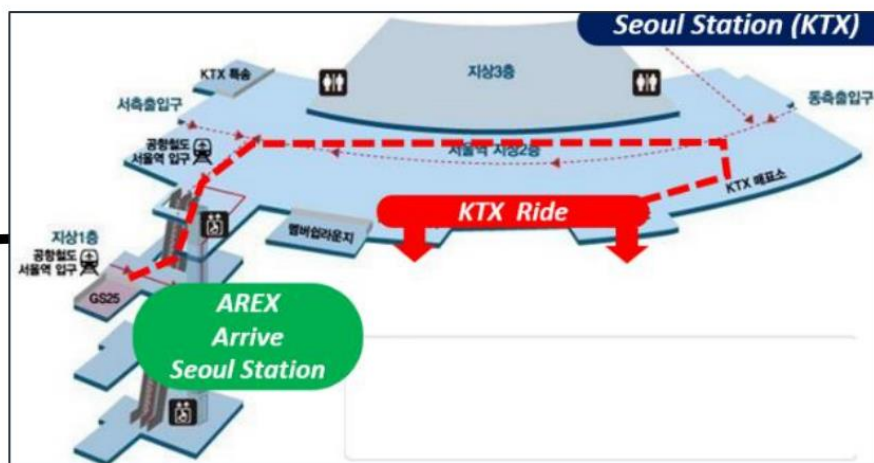 Seoul Station (KTX)
KTX 특송
지상3층
서측출입구
동측출입구
공항철도
서울역 입구
서울역 지상2층
KTX 매표소
KTX Ride
멤버십라운지
지상1층
공항철도
서울역 입구
GS25
AREX
Arrive
Seoul Station